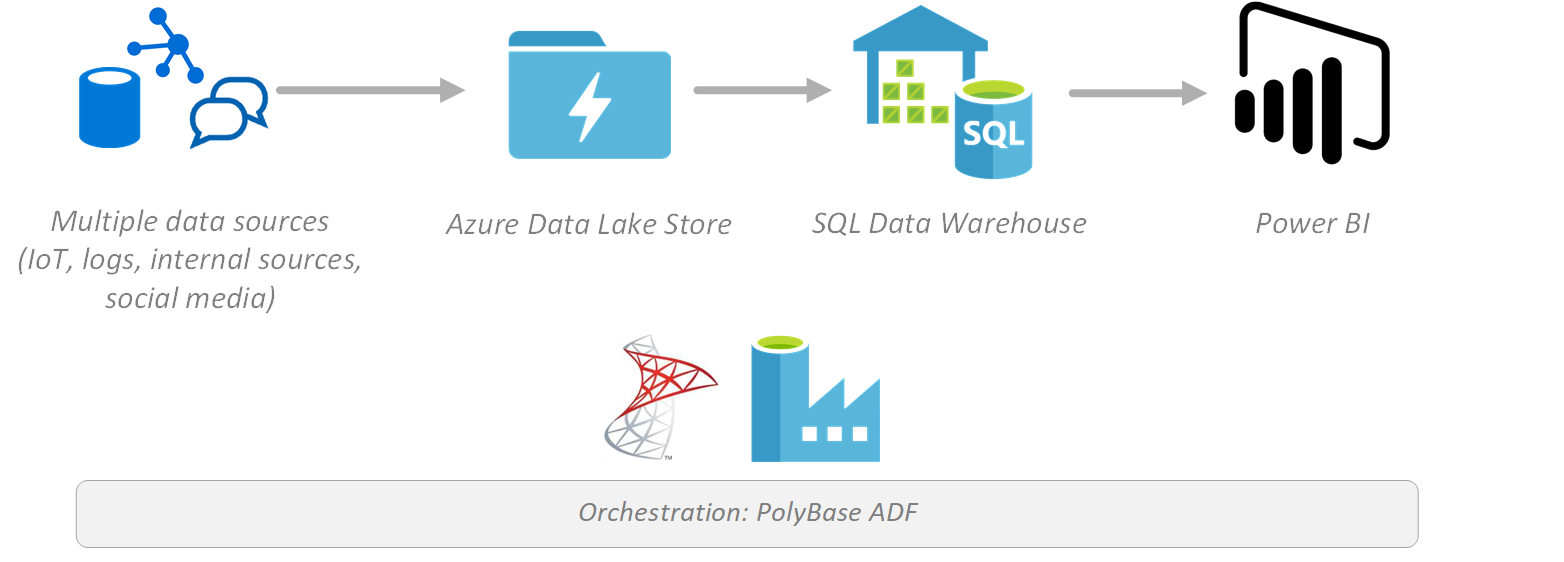 SQL
Multiple data sources
(IoT, logs, internal sources,
social media)
Azure Data Lake Store
SQL Data Warehouse
Power BI
TM
Orchestration: PolyBase ADF